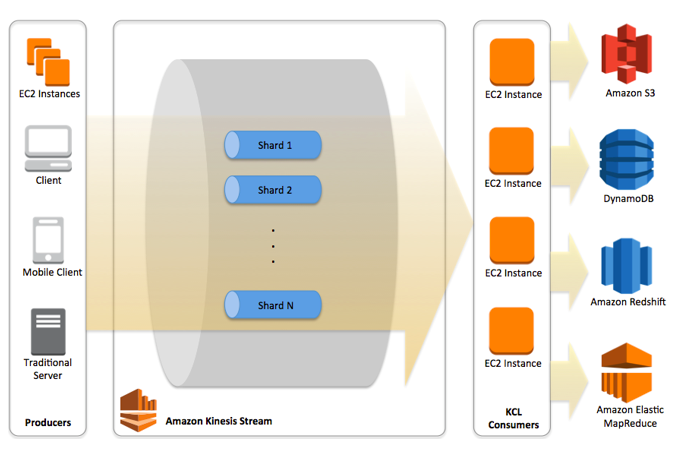 EC2 Instances
Client
Mobile Client
Traditional
Server
Producers
Shard 1
Shard 2
Shard N
Amazon Kinesis Stream
EC2 Instance
EC2 Instance
EC2 Instance
EC2 Instance
KCL
Consumers
Amazon S3
DynamoDB
Amazon Redshift
Amazon Elastic
MapReduce